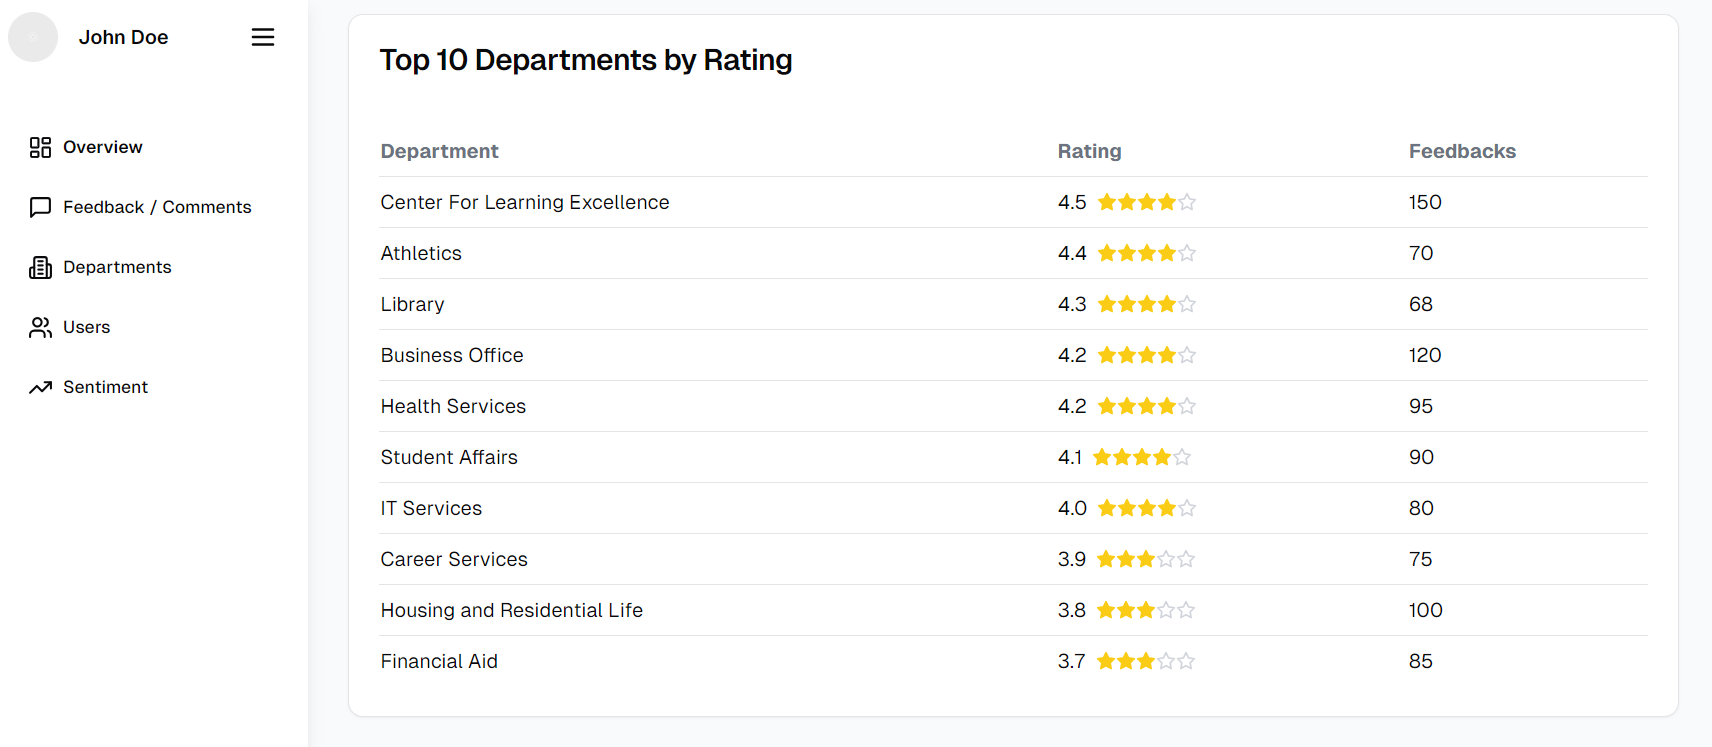 John Doe
Overview
Feedback / Comments
Departments
Users
Sentiment
Top 10 Departments by Rating
Department Rating Feedbacks
Center For Learning Excellence 4.5 150
Athletics 4.4 70
Library 4.3 68
Business Office 4.2 120
Health Services 4.2 95
Student Affairs 4.1 90
IT Services 4.0 80
Career Services 3.9 75
Housing and Residential Life 3.8 100
Financial Aid 3.7 85